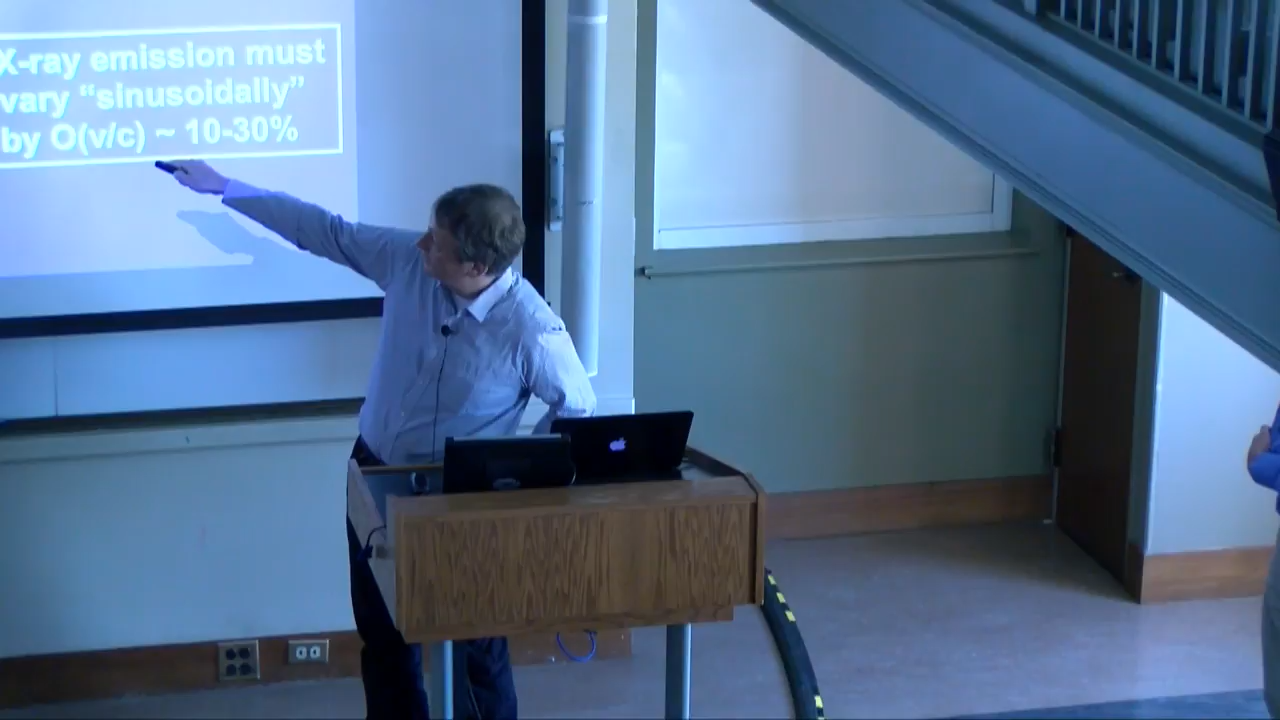 X-ray emission must
vary “sinusoidally”
by O(v/c) ~ 10-30%